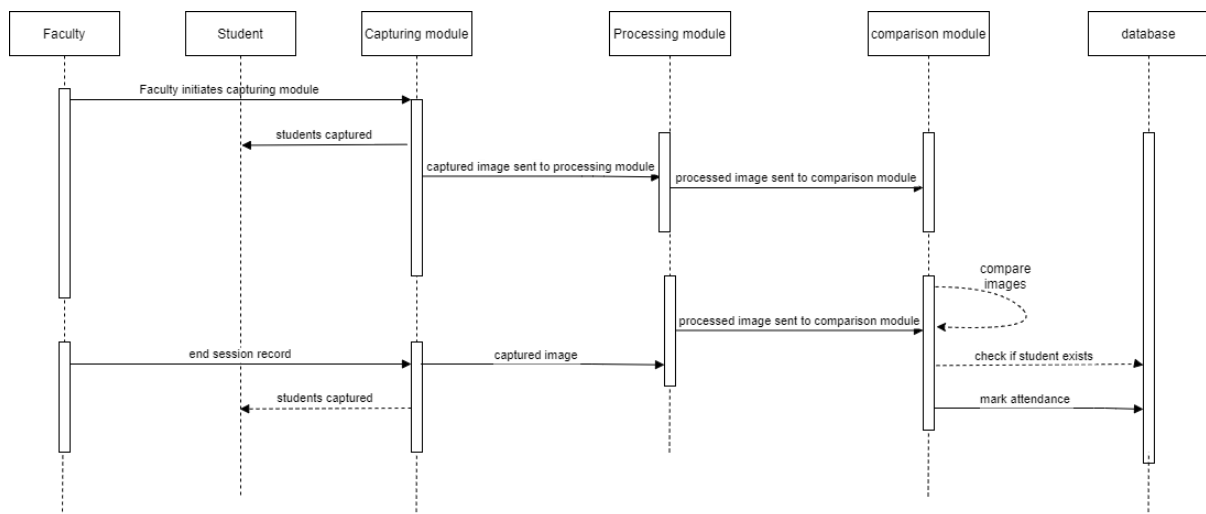 Faculty
Student
Capturing module
Processing module
comparison module
database
Faculty initiates capturing module
students captured
captured image sent to processing module
processed image sent to comparison module
compare
images
processed image sent to comparison module
end session record
captured image
check if student exists
students captured
mark attendance